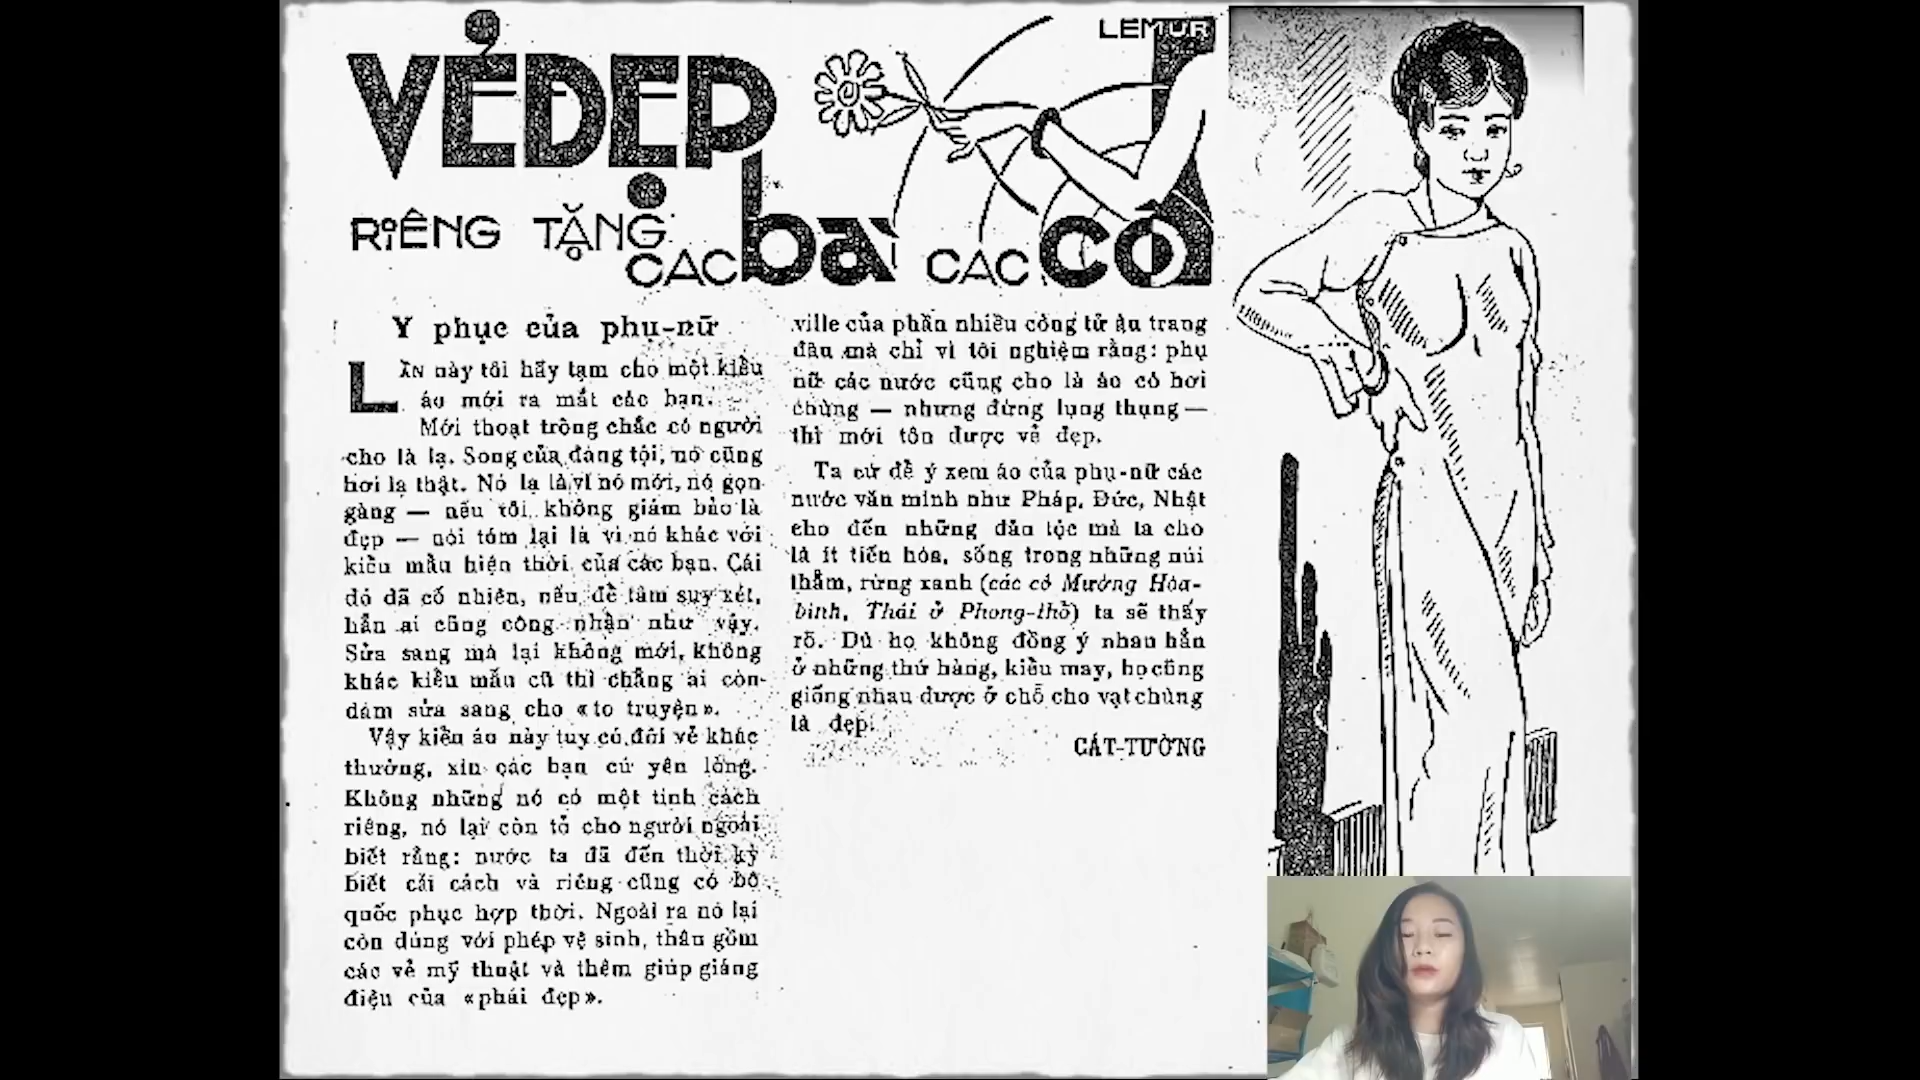 LEMUR
VẺ ĐẸP
RIÊNG TẶNG
CÁC bà CÁC CÔ
Y phục của phụ-nữ
LẦN này tôi hãy tạm cho một kiểu
áo mới ra mắt các bạn.
Mới thoạt trông chắc có người
cho là lạ. Song của đáng tội, nó cũng
hơi lạ thật. Nó lạ là vì nó mới, nó gọn
gàng — nếu tôi không giám bảo là
đẹp — nói tóm lại là vì nó khác với
kiểu mẫu hiện thời của các bạn. Cái
đó đã cố nhiên, nếu để tâm suy xét,
hẳn ai cũng công nhận như vậy.
Sửa sang mà lại không mới, không
khác kiểu mẫu cũ thì chẳng ai còn
dám sửa sang cho «to truyện».
Vậy kiểu áo này tuy có đôi vẻ khác
thường, xin các bạn cứ yên lòng.
Không những nó có một tính cách
riêng, nó lại còn tỏ cho người ngoài
biết rằng: nước ta đã đến thời kỳ
biết cải cách và riêng cũng có bộ
quốc phục hợp thời. Ngoài ra nó lại
còn đúng với phép vệ sinh, thâu gồm
các vẻ mỹ thuật và thêm giúp giáng
điệu của «phái đẹp».
ville của phần nhiều công tử âu trang
đâu mà chỉ vì tôi nghiệm rằng: phụ
nữ các nước cũng cho là áo có hơi
chùng — nhưng đừng lụng thụng —
thì mới tôn được vẻ đẹp.
Ta cứ để ý xem áo của phụ-nữ các
nước văn minh như Pháp, Đức, Nhật
cho đến những dân tộc mà ta cho
là ít tiến hóa, sống trong những núi
thẳm, rừng xanh (các cô Mường Hòa-
bình, Thái ở Phong-thổ) ta sẽ thấy
rõ. Dù họ không đồng ý nhau hẳn
ở những thứ hàng, kiểu may, họ cũng
giống nhau được ở chỗ cho vạt chùng
là đẹp.
CÁT-TƯỜNG